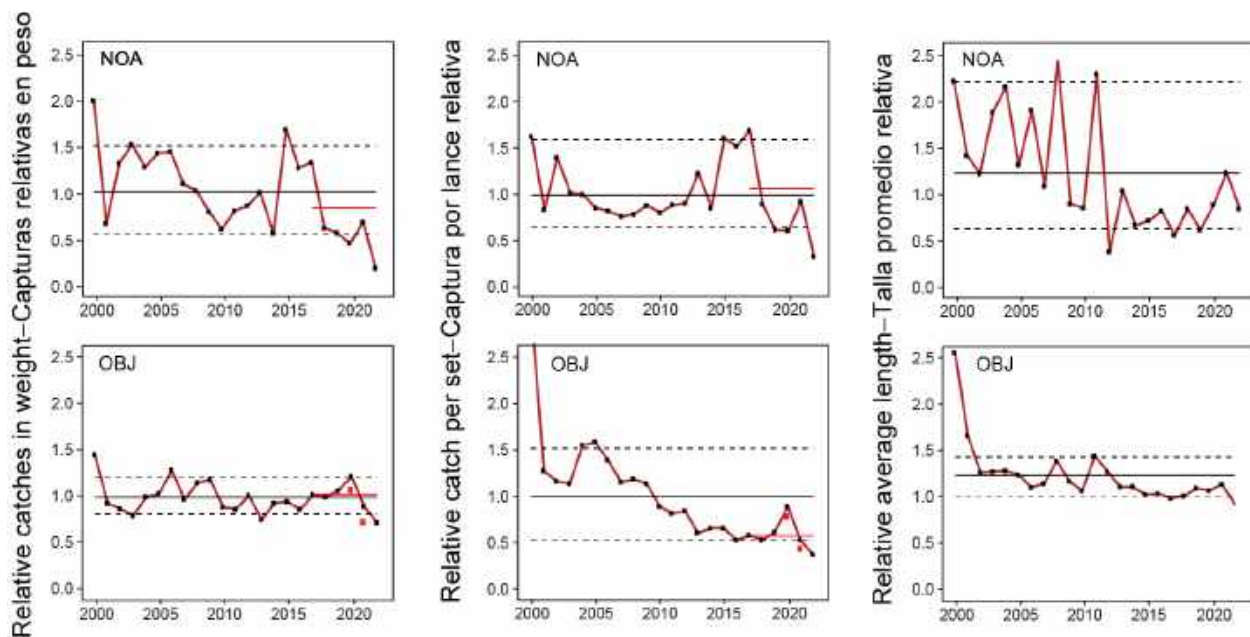 Relative catches in weight–Capturas relativas en peso
NOA
2.5
2.0
1.5
1.0
0.5
0.0
2000 2005 2010 2015 2020
OBJ
2.5
2.0
1.5
1.0
0.5
0.0
2000 2005 2010 2015 2020
Relative catch per set–Captura por lance relativa
NOA
2.5
2.0
1.5
1.0
0.5
0.0
2000 2005 2010 2015 2020
OBJ
2.5
2.0
1.5
1.0
0.5
0.0
2000 2005 2010 2015 2020
Relative average length–Talla promedio relativa
NOA
2.5
2.0
1.5
1.0
0.5
0.0
2000 2005 2010 2015 2020
OBJ
2.5
2.0
1.5
1.0
0.5
0.0
2000 2005 2010 2015 2020